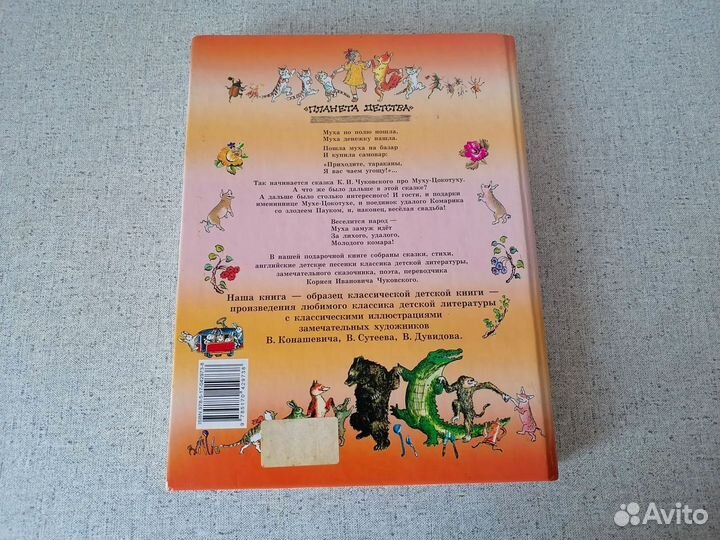 «ПЛАНЕТА ДЕТСТВА»
Муха по полю пошла,
Муха денежку нашла.
Пошла муха на базар
И купила самовар:
«Приходите, тараканы,
Я вас чаем угощу!»...
Так начинается сказка К. И. Чуковского про Муху-Цокотуху.
А что же было дальше в этой сказке?
А дальше было столько интересного! И гости, и подарки
имениннице Мухе-Цокотухе, и поединок удалого Комарика
со злодеем Пауком, и, наконец, весёлая свадьба!
Веселится народ —
Муха замуж идёт
За лихого, удалого,
Молодого комара!
В нашей подарочной книге собраны сказки, стихи,
английские детские песенки классика детской литературы,
замечательного сказочника, поэта, переводчика
Корнея Ивановича Чуковского.
Наша книга — образец классической детской книги —
произведения любимого классика детской литературы
с классическими иллюстрациями
замечательных художников
В. Конашевича, В. Сутеева, В. Дувидова.
Avito